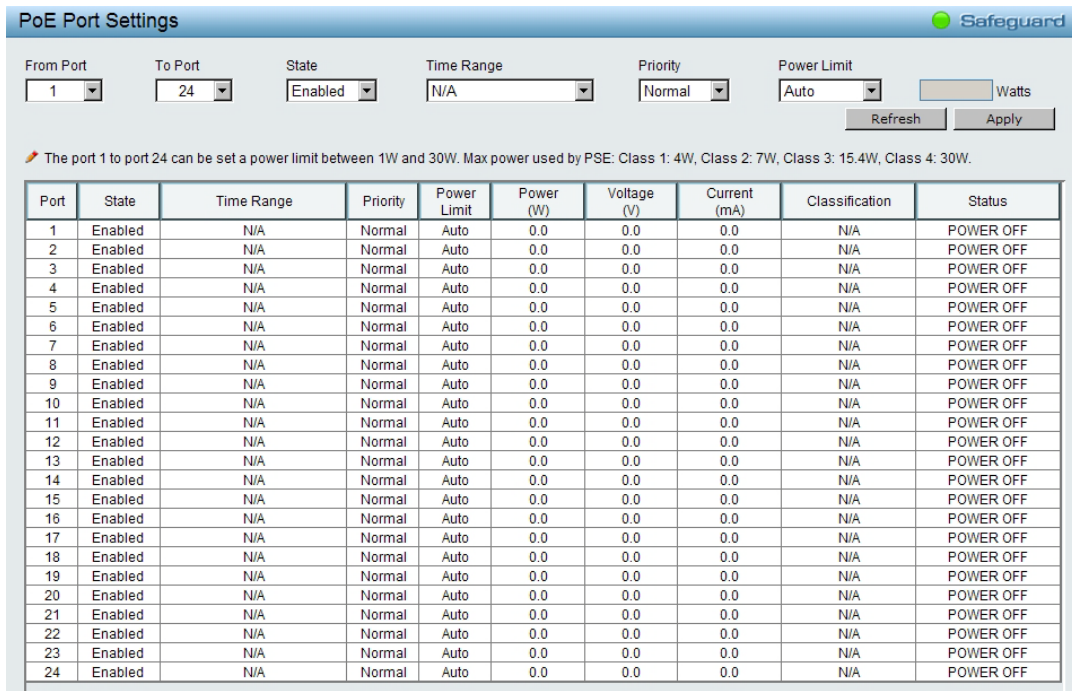 PoE Port Settings Safeguard
From Port To Port State Time Range Priority Power Limit
1 24 Enabled N/A Normal Auto Watts
Refresh Apply
The port 1 to port 24 can be set a power limit between 1W and 30W. Max power used by PSE: Class 1: 4W, Class 2: 7W, Class 3: 15.4W, Class 4: 30W.
Port State Time Range Priority Power Limit Power (W) Voltage (V) Current (mA) Classification Status
1 Enabled N/A Normal Auto 0.0 0.0 0.0 N/A POWER OFF
2 Enabled N/A Normal Auto 0.0 0.0 0.0 N/A POWER OFF
3 Enabled N/A Normal Auto 0.0 0.0 0.0 N/A POWER OFF
4 Enabled N/A Normal Auto 0.0 0.0 0.0 N/A POWER OFF
5 Enabled N/A Normal Auto 0.0 0.0 0.0 N/A POWER OFF
6 Enabled N/A Normal Auto 0.0 0.0 0.0 N/A POWER OFF
7 Enabled N/A Normal Auto 0.0 0.0 0.0 N/A POWER OFF
8 Enabled N/A Normal Auto 0.0 0.0 0.0 N/A POWER OFF
9 Enabled N/A Normal Auto 0.0 0.0 0.0 N/A POWER OFF
10 Enabled N/A Normal Auto 0.0 0.0 0.0 N/A POWER OFF
11 Enabled N/A Normal Auto 0.0 0.0 0.0 N/A POWER OFF
12 Enabled N/A Normal Auto 0.0 0.0 0.0 N/A POWER OFF
13 Enabled N/A Normal Auto 0.0 0.0 0.0 N/A POWER OFF
14 Enabled N/A Normal Auto 0.0 0.0 0.0 N/A POWER OFF
15 Enabled N/A Normal Auto 0.0 0.0 0.0 N/A POWER OFF
16 Enabled N/A Normal Auto 0.0 0.0 0.0 N/A POWER OFF
17 Enabled N/A Normal Auto 0.0 0.0 0.0 N/A POWER OFF
18 Enabled N/A Normal Auto 0.0 0.0 0.0 N/A POWER OFF
19 Enabled N/A Normal Auto 0.0 0.0 0.0 N/A POWER OFF
20 Enabled N/A Normal Auto 0.0 0.0 0.0 N/A POWER OFF
21 Enabled N/A Normal Auto 0.0 0.0 0.0 N/A POWER OFF
22 Enabled N/A Normal Auto 0.0 0.0 0.0 N/A POWER OFF
23 Enabled N/A Normal Auto 0.0 0.0 0.0 N/A POWER OFF
24 Enabled N/A Normal Auto 0.0 0.0 0.0 N/A POWER OFF